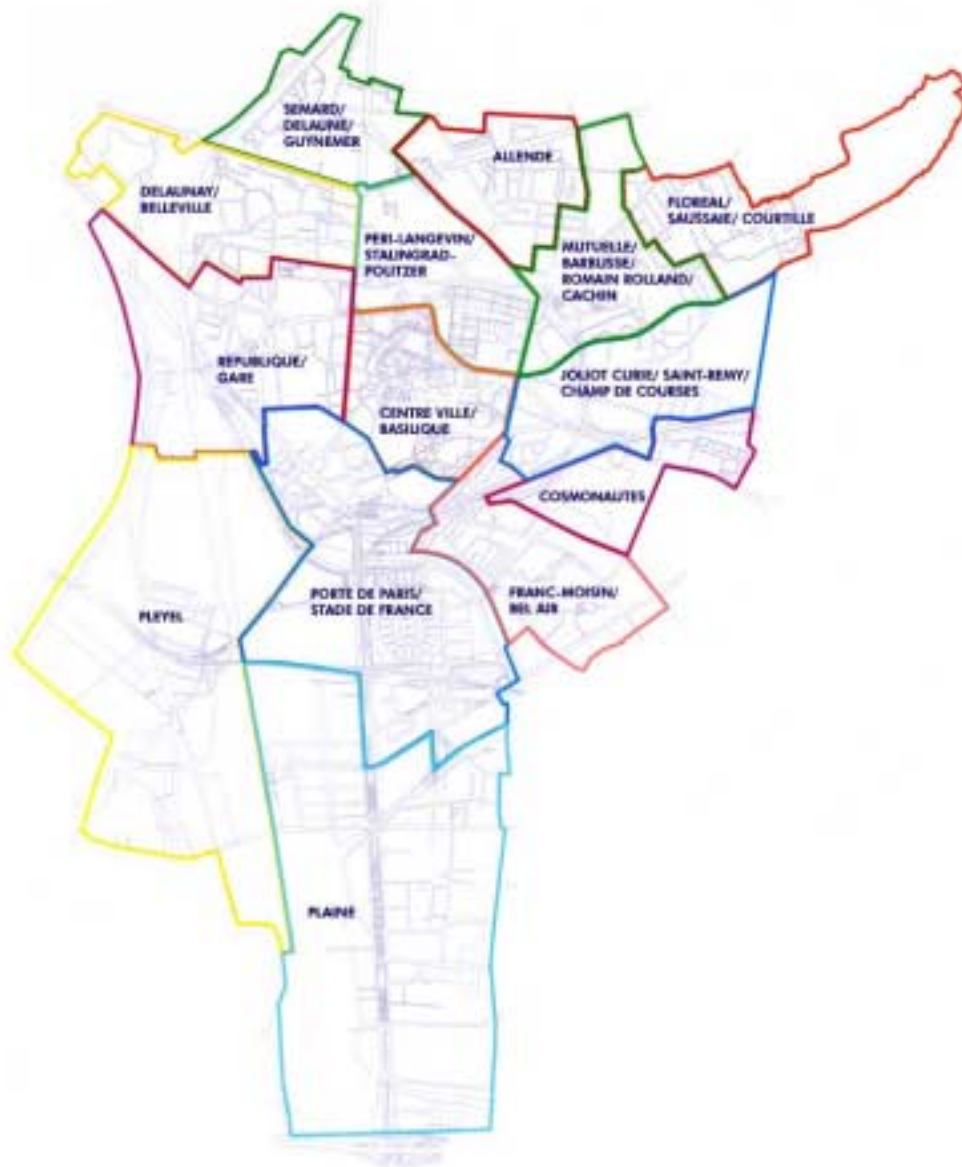 SEMARD/
DELAUNE/
GUYNEMER
ALLENDE
DELAUNAY/
BELLEVILLE
FLOREAL/
SAUSSAIE/ COURTILLE
PERI-LANGEVIN/
STALINGRAD-
POLITZER
MUTUELLE/
BARBUSSE/
ROMAIN ROLLAND/
CACHIN
REPUBLIQUE/
GARE
JOLIOT CURIE/ SAINT-REMY/
CHAMP DE COURSES
CENTRE VILLE/
BASILIQUE
COSMONAUTES
PORTE DE PARIS/
STADE DE FRANCE
FRANC-MOISIN/
BEL AIR
PLEYEL
PLAINE